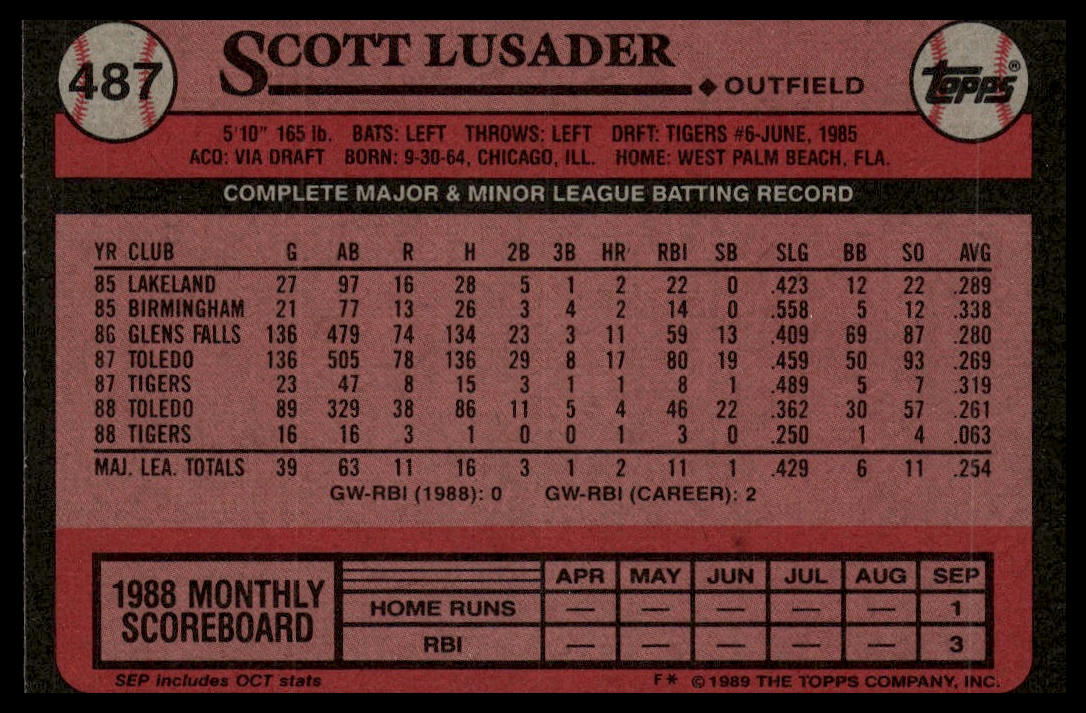 487
SCOTT LUSADER
◆ OUTFIELD
TOPPS®
5'10" 165 lb. BATS: LEFT THROWS: LEFT DRFT: TIGERS #6-JUNE, 1985
ACQ: VIA DRAFT BORN: 9-30-64, CHICAGO, ILL. HOME: WEST PALM BEACH, FLA.
COMPLETE MAJOR & MINOR LEAGUE BATTING RECORD
YR CLUB G AB R H 2B 3B HR RBI SB SLG BB SO AVG
85 LAKELAND 27 97 16 28 5 1 2 22 0 .423 12 22 .289
85 BIRMINGHAM 21 77 13 26 3 4 2 14 0 .558 5 12 .338
86 GLENS FALLS 136 479 74 134 23 3 11 59 13 .409 69 87 .280
87 TOLEDO 136 505 78 136 29 8 17 80 19 .459 50 93 .269
87 TIGERS 23 47 8 15 3 1 1 8 1 .489 5 7 .319
88 TOLEDO 89 329 38 86 11 5 4 46 22 .362 30 57 .261
88 TIGERS 16 16 3 1 0 0 1 3 0 .250 1 4 .063
MAJ. LEA. TOTALS 39 63 11 16 3 1 2 11 1 .429 6 11 .254
GW-RBI (1988): 0 GW-RBI (CAREER): 2
1988 MONTHLY SCOREBOARD
APR MAY JUN JUL AUG SEP
HOME RUNS — — — — — 1
RBI — — — — — 3
SEP includes OCT stats
F* ©1989 THE TOPPS COMPANY, INC.